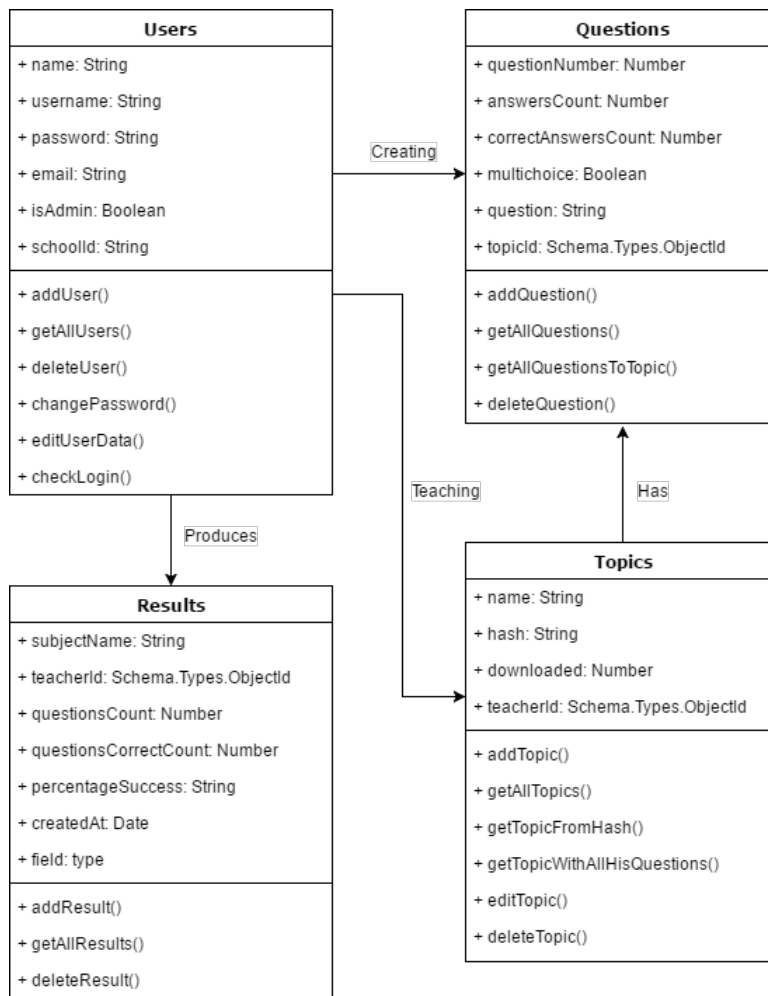 Users
+ name: String
+ username: String
+ password: String
+ email: String
+ isAdmin: Boolean
+ schoolId: String
+ addUser()
+ getAllUsers()
+ deleteUser()
+ changePassword()
+ editUserData()
+ checkLogin()
Creating
Questions
+ questionNumber: Number
+ answersCount: Number
+ correctAnswersCount: Number
+ multichoice: Boolean
+ question: String
+ topicId: Schema.Types.ObjectId
+ addQuestion()
+ getAllQuestions()
+ getAllQuestionsToTopic()
+ deleteQuestion()
Teaching
Has
Produces
Results
+ subjectName: String
+ teacherId: Schema.Types.ObjectId
+ questionsCount: Number
+ questionsCorrectCount: Number
+ percentageSuccess: String
+ createdAt: Date
+ field: type
+ addResult()
+ getAllResults()
+ deleteResult()
Topics
+ name: String
+ hash: String
+ downloaded: Number
+ teacherId: Schema.Types.ObjectId
+ addTopic()
+ getAllTopics()
+ getTopicFromHash()
+ getTopicWithAllHisQuestions()
+ editTopic()
+ deleteTopic()